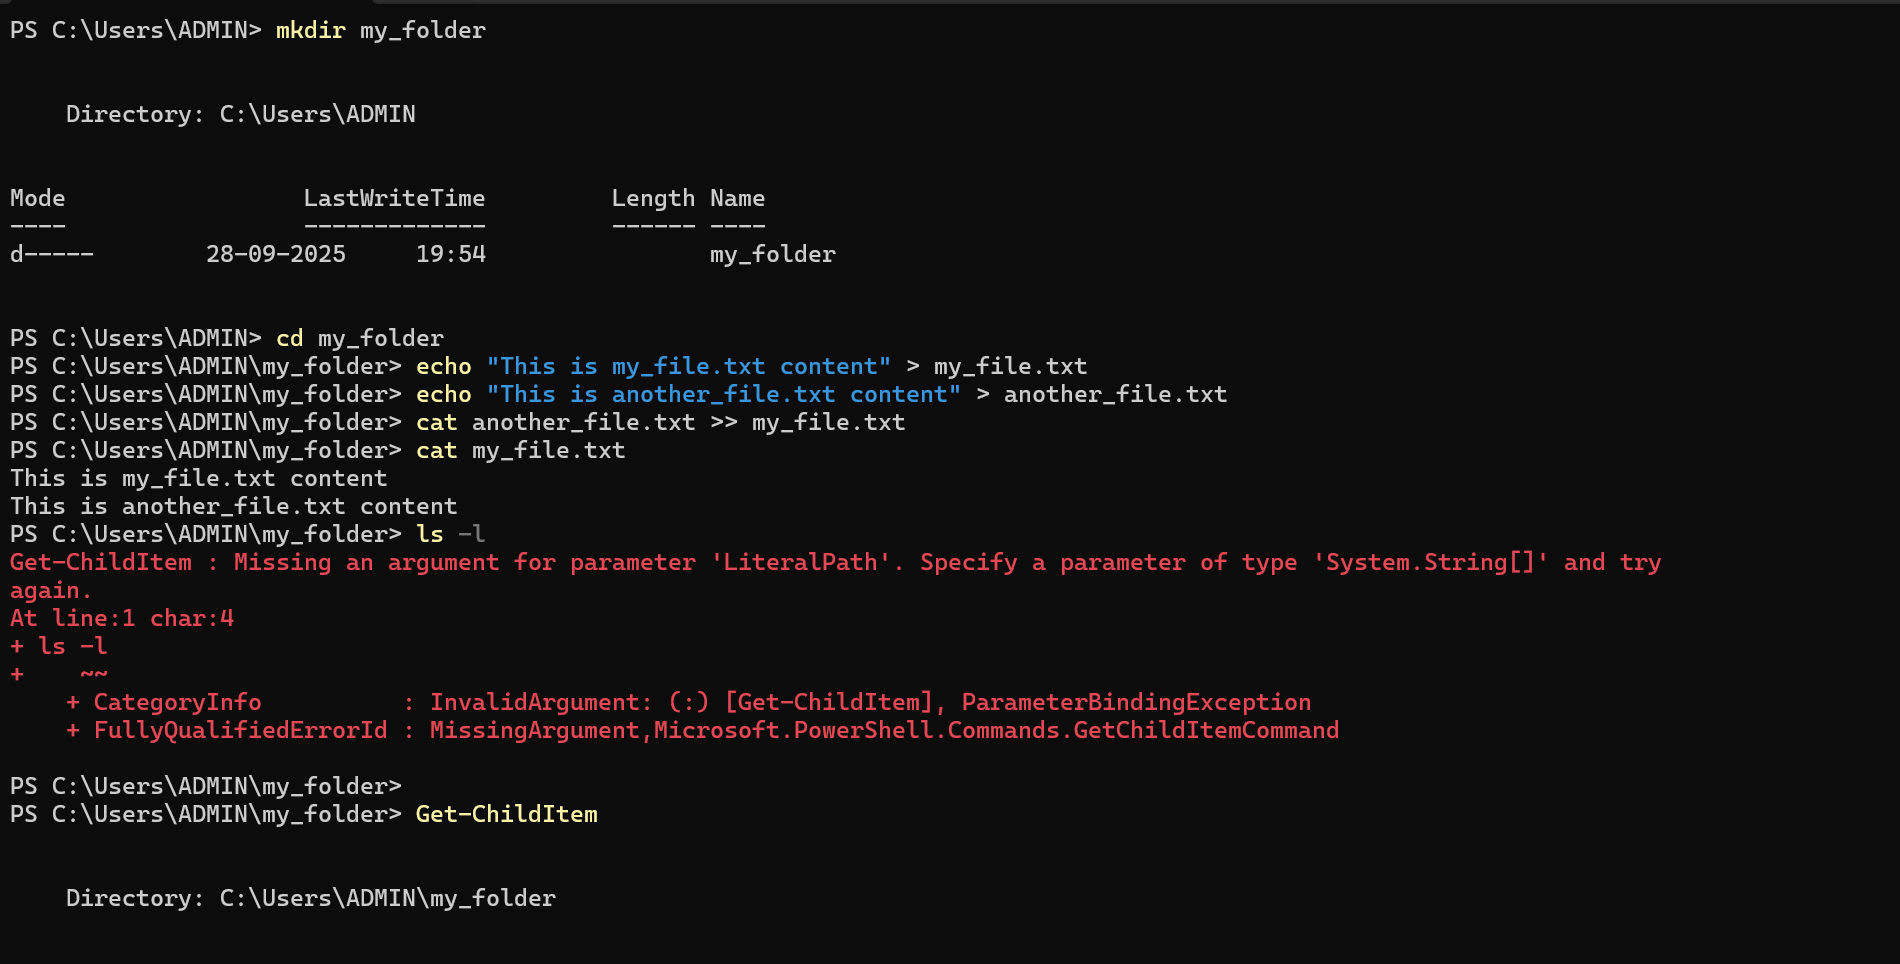 PS C:\Users\ADMIN> mkdir my_folder
Directory: C:\Users\ADMIN
Mode                 LastWriteTime         Length Name
----                 -------------         ------ ----
d-----        28-09-2025     19:54                my_folder
PS C:\Users\ADMIN> cd my_folder
PS C:\Users\ADMIN\my_folder> echo "This is my_file.txt content" > my_file.txt
PS C:\Users\ADMIN\my_folder> echo "This is another_file.txt content" > another_file.txt
PS C:\Users\ADMIN\my_folder> cat another_file.txt >> my_file.txt
PS C:\Users\ADMIN\my_folder> cat my_file.txt
This is my_file.txt content
This is another_file.txt content
PS C:\Users\ADMIN\my_folder> ls -l
Get-ChildItem : Missing an argument for parameter 'LiteralPath'. Specify a parameter of type 'System.String[]' and try
again.
At line:1 char:4
+ ls -l
+    ~~
    + CategoryInfo          : InvalidArgument: (:) [Get-ChildItem], ParameterBindingException
    + FullyQualifiedErrorId : MissingArgument,Microsoft.PowerShell.Commands.GetChildItemCommand
PS C:\Users\ADMIN\my_folder>
PS C:\Users\ADMIN\my_folder> Get-ChildItem
Directory: C:\Users\ADMIN\my_folder